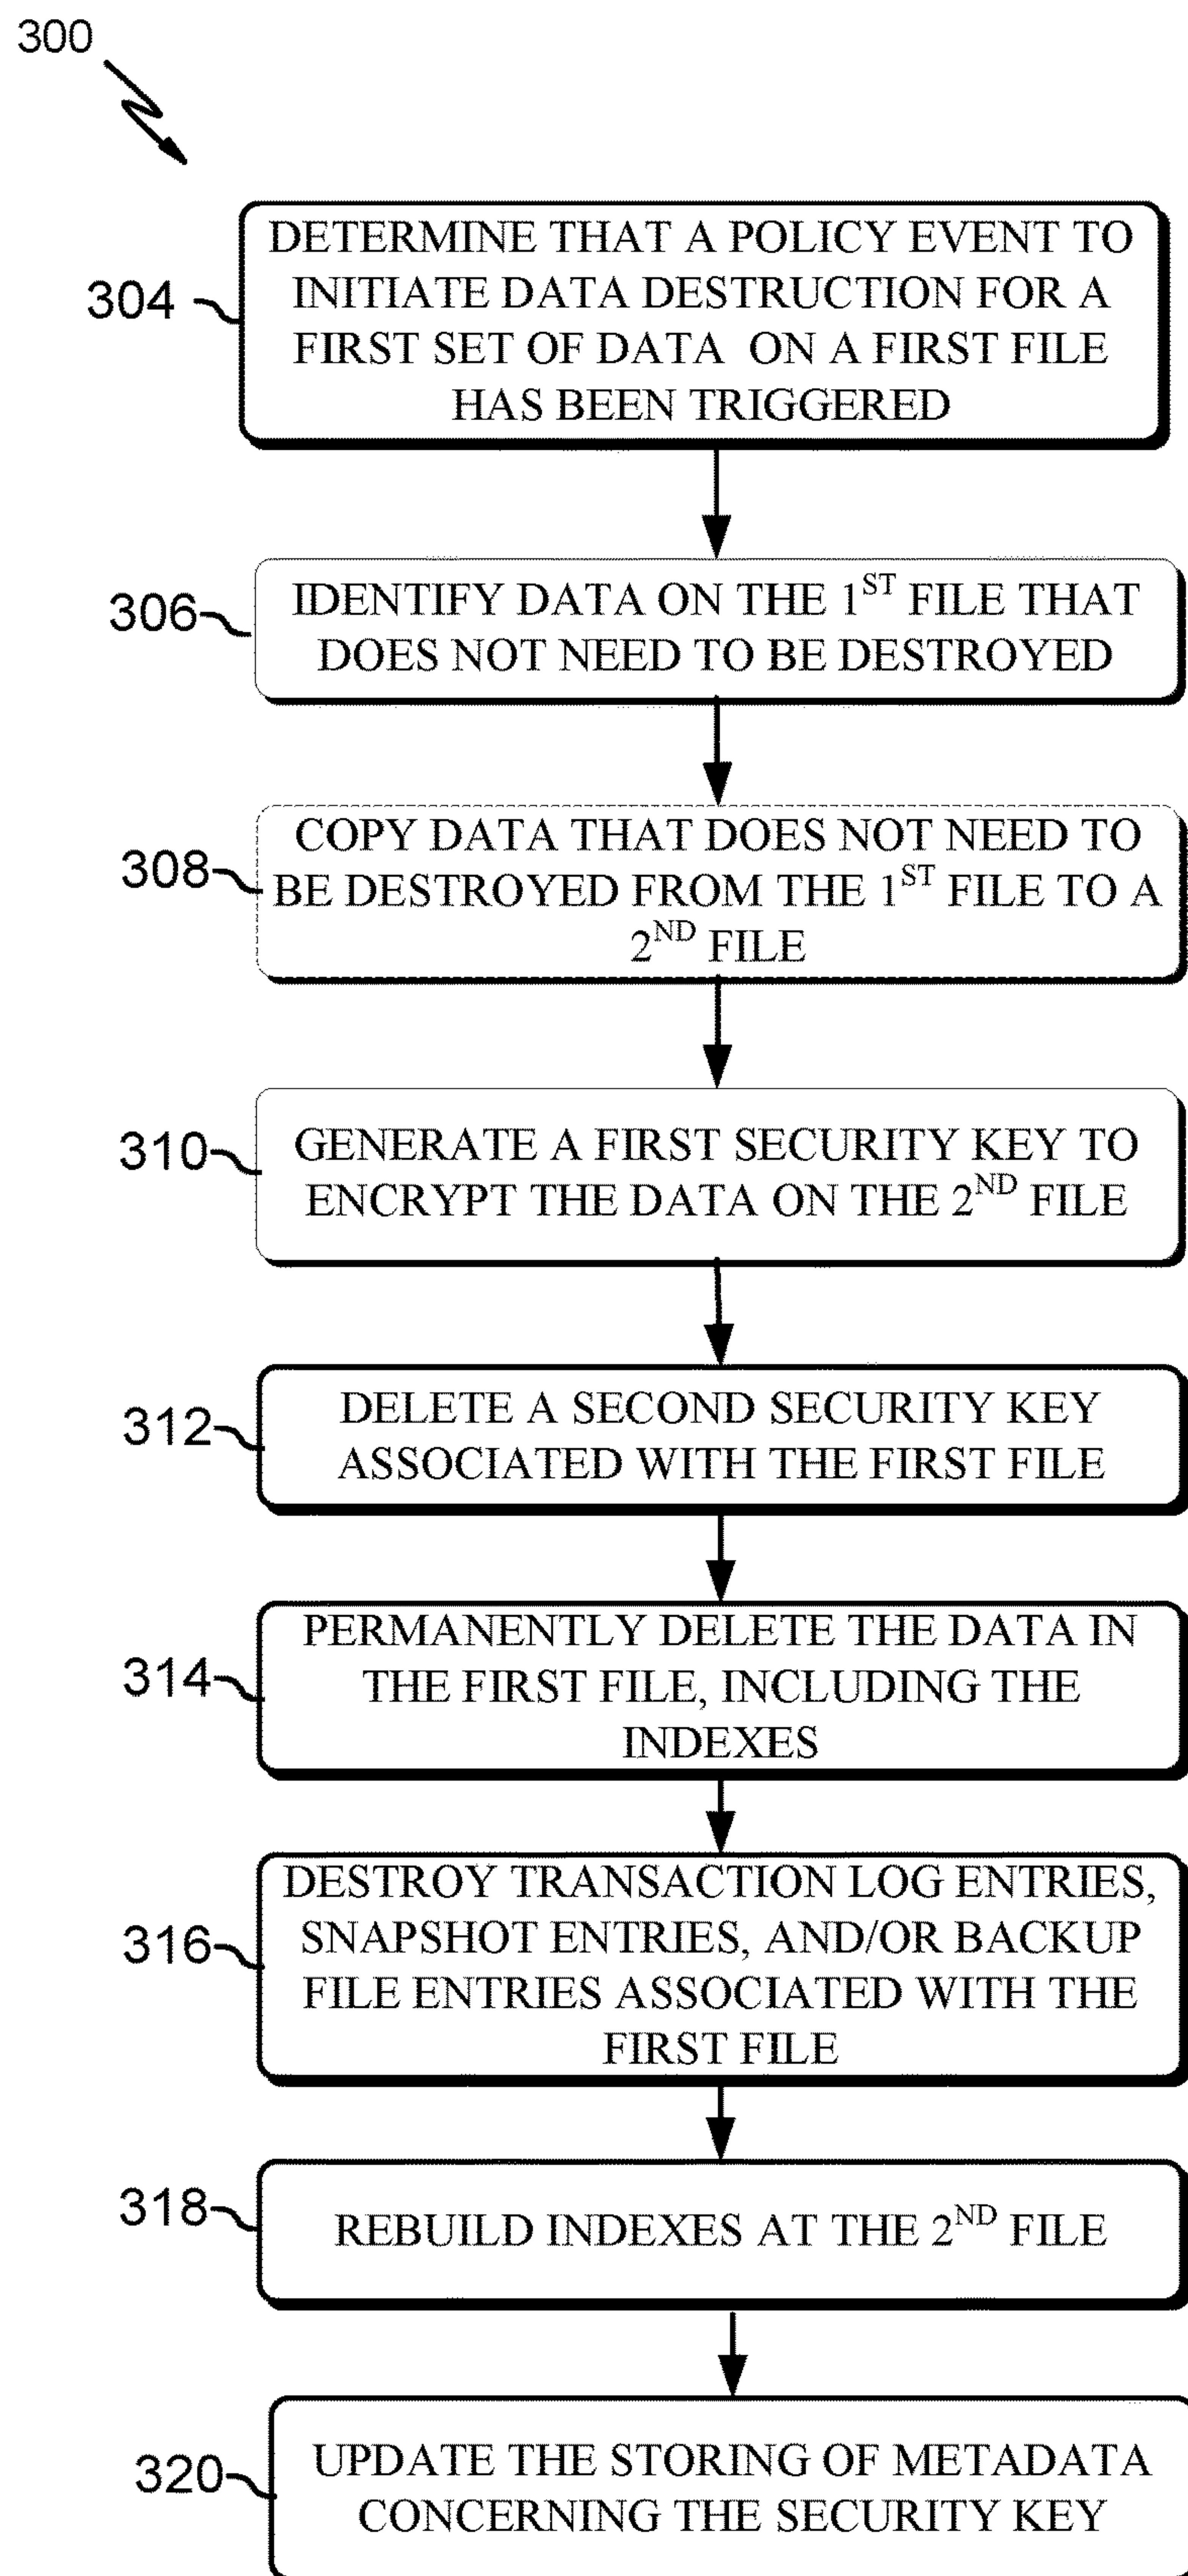 300
304
DETERMINE THAT A POLICY EVENT TO
INITIATE DATA DESTRUCTION FOR A
FIRST SET OF DATA ON A FIRST FILE
HAS BEEN TRIGGERED
306
IDENTIFY DATA ON THE 1ST FILE THAT
DOES NOT NEED TO BE DESTROYED
308
COPY DATA THAT DOES NOT NEED TO
BE DESTROYED FROM THE 1ST FILE TO A
2ND FILE
310
GENERATE A FIRST SECURITY KEY TO
ENCRYPT THE DATA ON THE 2ND FILE
312
DELETE A SECOND SECURITY KEY
ASSOCIATED WITH THE FIRST FILE
314
PERMANENTLY DELETE THE DATA IN
THE FIRST FILE, INCLUDING THE
INDEXES
316
DESTROY TRANSACTION LOG ENTRIES,
SNAPSHOT ENTRIES, AND/OR BACKUP
FILE ENTRIES ASSOCIATED WITH THE
FIRST FILE
318
REBUILD INDEXES AT THE 2ND FILE
320
UPDATE THE STORING OF METADATA
CONCERNING THE SECURITY KEY